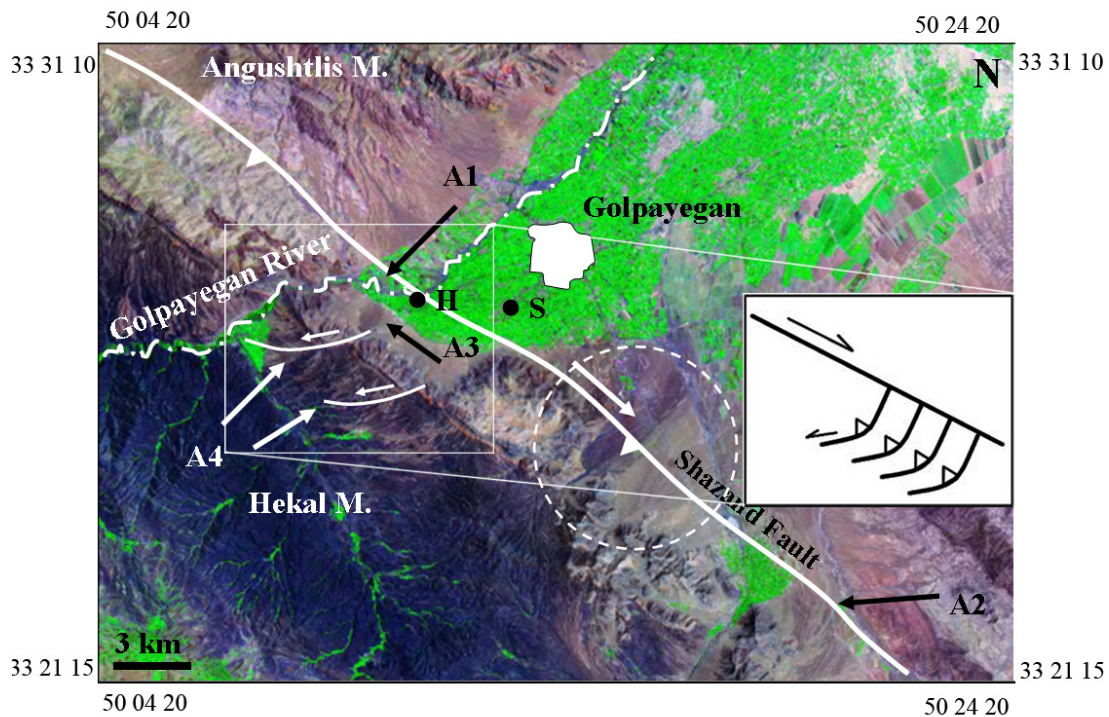 50 04 20
50 24 20
33 31 10
33 31 10
Angushtlis M.
N
A1
Golpayegan
Golpayegan River
H
S
A3
A4
Hekal M.
Shazand Fault
A2
3 km
33 21 15
33 21 15
50 04 20
50 24 20